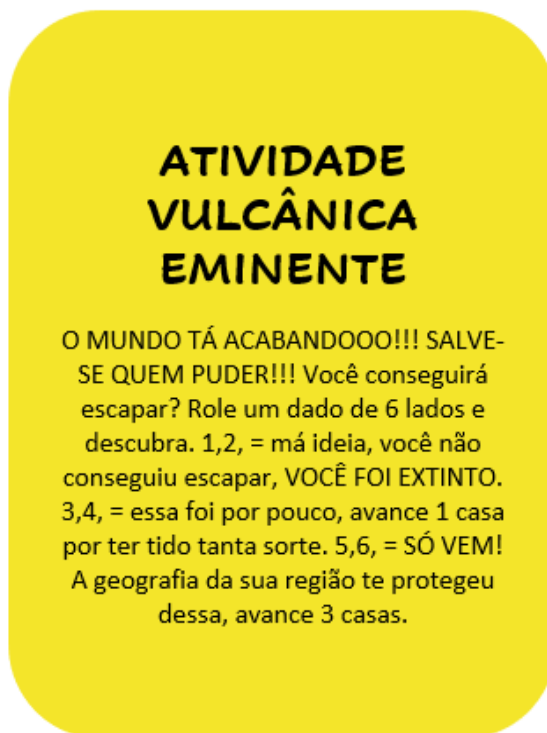 ATIVIDADE
VULCÂNICA
EMINENTE
O MUNDO TÁ ACABANDOOO!!! SALVE-
SE QUEM PUDER!!! Você conseguirá
escapar? Role um dado de 6 lados e
descubra. 1,2, = má ideia, você não
conseguiu escapar, VOCÊ FOI EXTINTO.
3,4, = essa foi por pouco, avance 1 casa
por ter tido tanta sorte. 5,6, = SÓ VEM!
A geografia da sua região te protegeu
dessa, avance 3 casas.